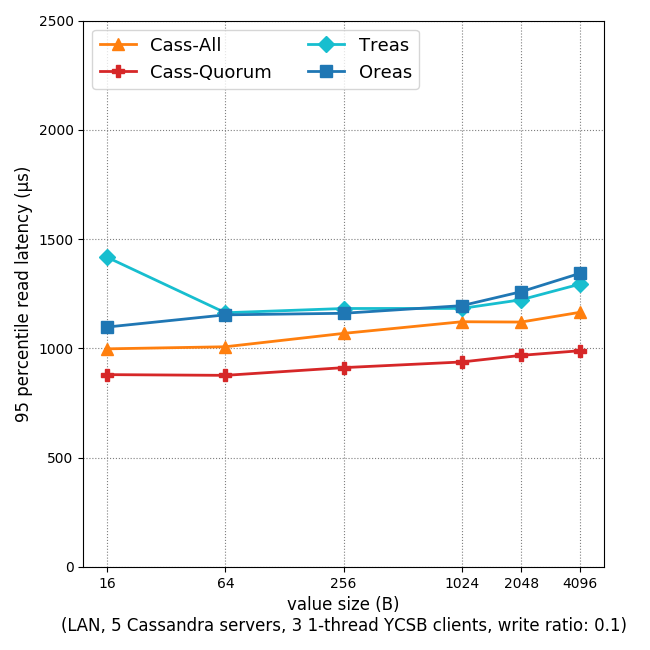 2500
2000
1500
1000
500
0
95 percentile read latency (μs)
Cass-All
Cass-Quorum
Treas
Oreas
16 64 256 1024 2048 4096
value size (B)
(LAN, 5 Cassandra servers, 3 1-thread YCSB clients, write ratio: 0.1)